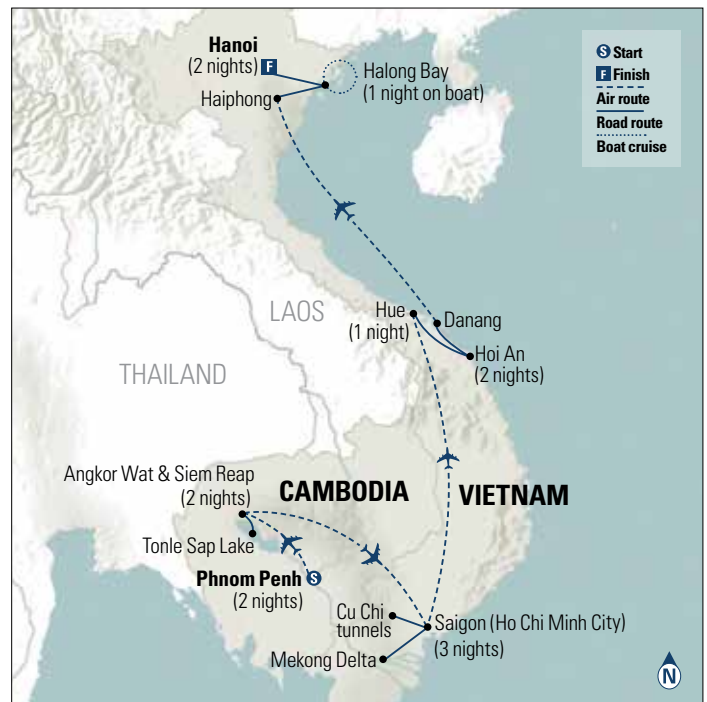 Hanoi
(2 nights) F
Haiphong
Halong Bay
(1 night on boat)
S Start
F Finish
Air route
Road route
Boat cruise
LAOS
THAILAND
Hue
(1 night)
Danang
Hoi An
(2 nights)
Angkor Wat & Siem Reap
(2 nights)
CAMBODIA
VIETNAM
Tonle Sap Lake
Phnom Penh S
(2 nights)
Cu Chi
tunnels
Saigon (Ho Chi Minh City)
(3 nights)
Mekong Delta
N